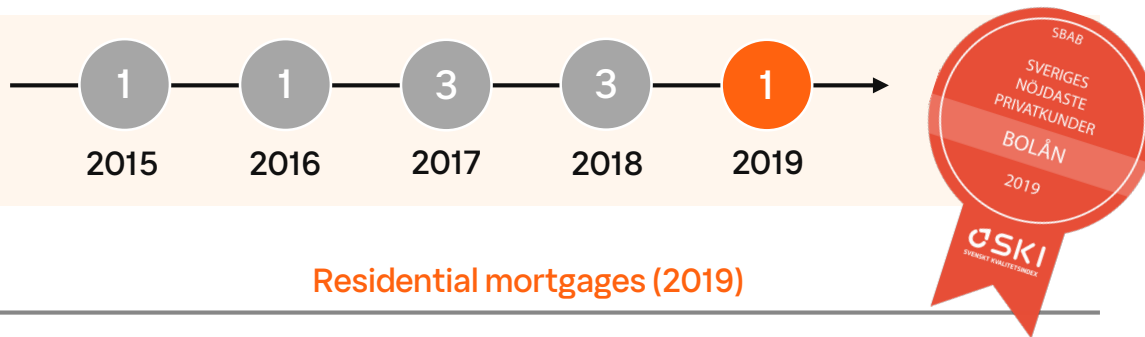 1 1 3 3 1
2015 2016 2017 2018 2019
SBAB
SVERIGES
NÖJDASTE
PRIVATKUNDER
BOLÅN
2019
SKI
SVENSKT KVALITETSINDEX
Residential mortgages (2019)